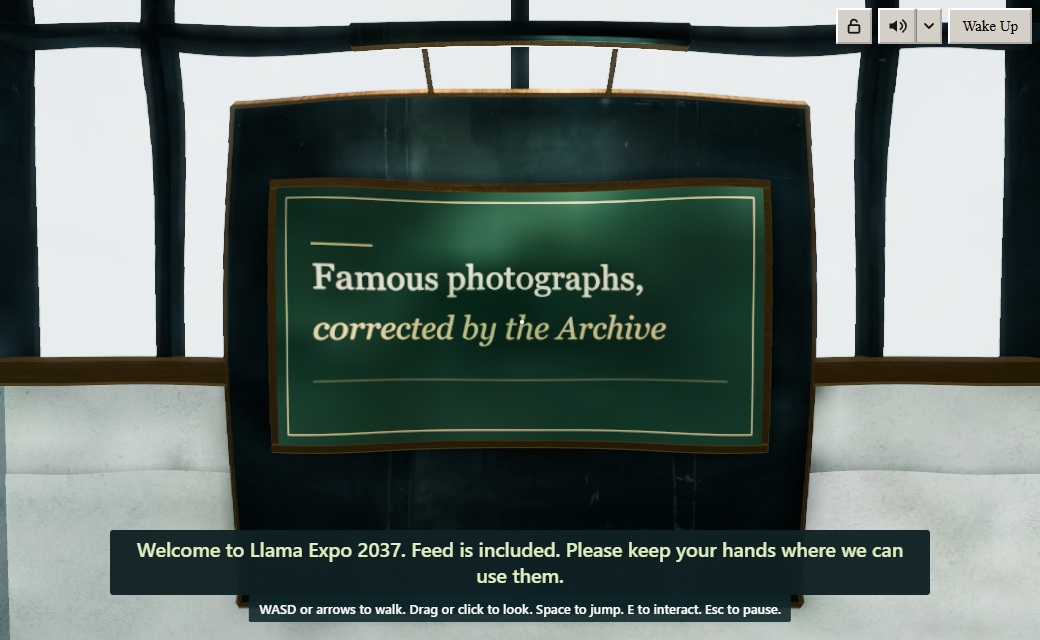 Wake Up
Famous photographs,
corrected by the Archive
Welcome to Llama Expo 2037. Feed is included. Please keep your hands where we can
use them.
WASD or arrows to walk. Drag or click to look. Space to jump. E to interact. Esc to pause.